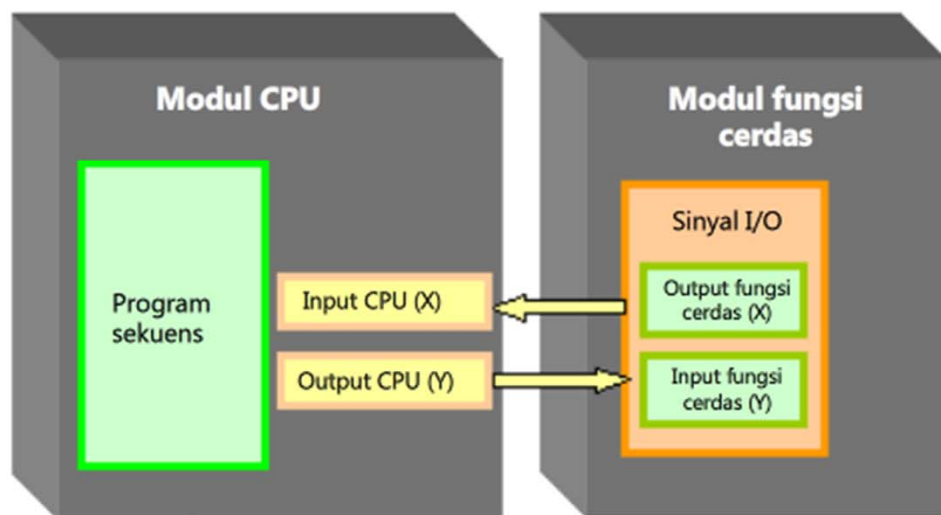 Modul CPU
Program
sekuens
Input CPU (X)
Output CPU (Y)
Modul fungsi
cerdas
Sinyal I/O
Output fungsi
cerdas (X)
Input fungsi
cerdas (Y)